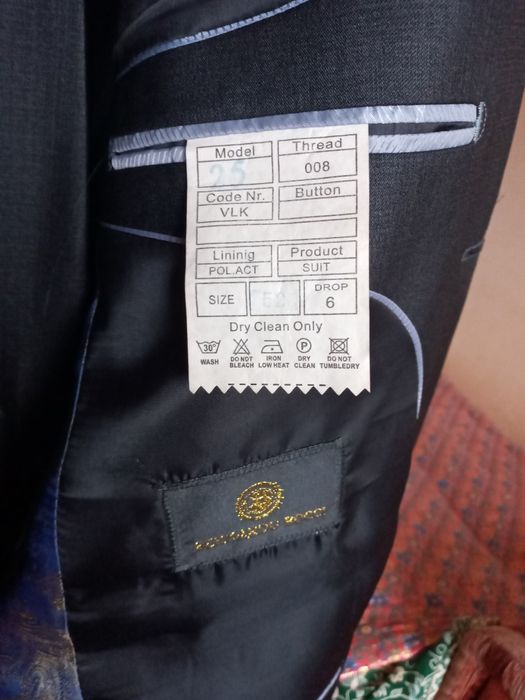 Model Thread
25 008
Code Nr. Button
VLK
Lininig Product
POL.ACT SUIT
SIZE 52 DROP 6
Dry Clean Only
30°
P
WASH DO NOT BLEACH IRON LOW HEAT DRY CLEAN DO NOT TUMBLEDRY